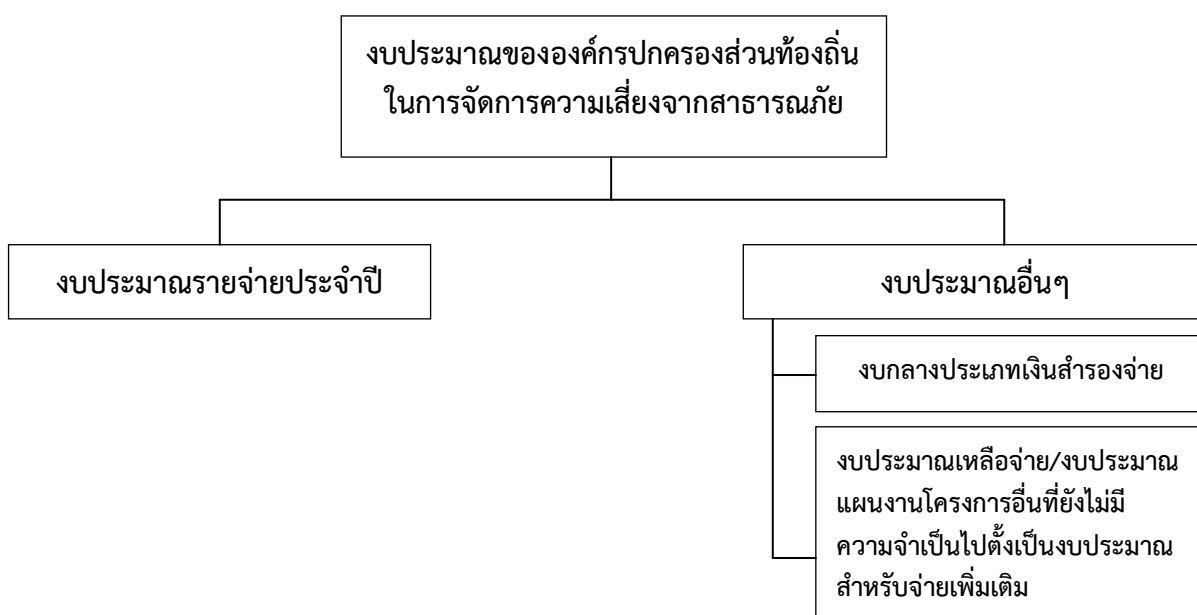 งบประมาณขององค์กรปกครองส่วนท้องถิ่น
ในการจัดการความเสี่ยงจากสาธารณภัย
งบประมาณรายจ่ายประจำปี
งบประมาณอื่นๆ
งบกลางประเภทเงินสำรองจ่าย
งบประมาณเหลือจ่าย/งบประมาณ
แผนงานโครงการอื่นที่ยังไม่มี
ความจำเป็นไปตั้งเป็นงบประมาณ
สำหรับจ่ายเพิ่มเติม